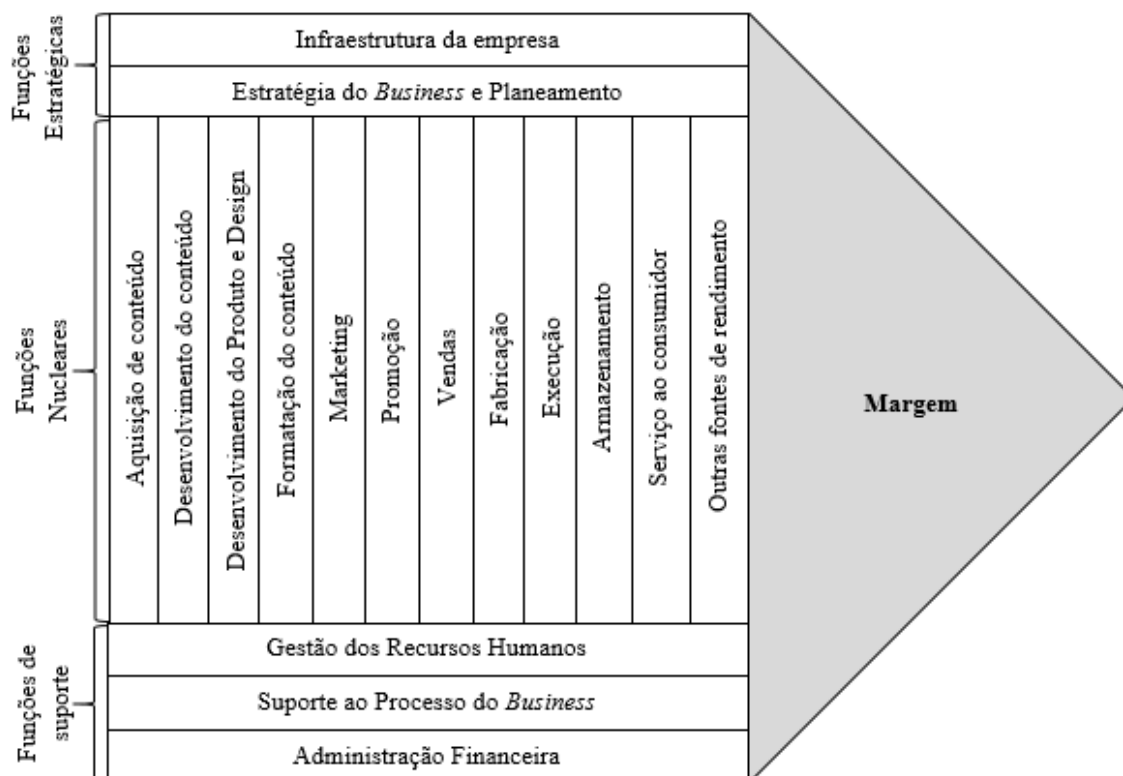 Funções
Estratégicas
Infraestrutura da empresa
Estratégia do Business e Planeamento
Funções
Nucleares
Aquisição de conteúdo
Desenvolvimento do conteúdo
Desenvolvimento do Produto e Design
Formatação do conteúdo
Marketing
Promoção
Vendas
Fabricação
Execução
Armazenamento
Serviço ao consumidor
Outras fontes de rendimento
Margem
Funções de
suporte
Gestão dos Recursos Humanos
Suporte ao Processo do Business
Administração Financeira